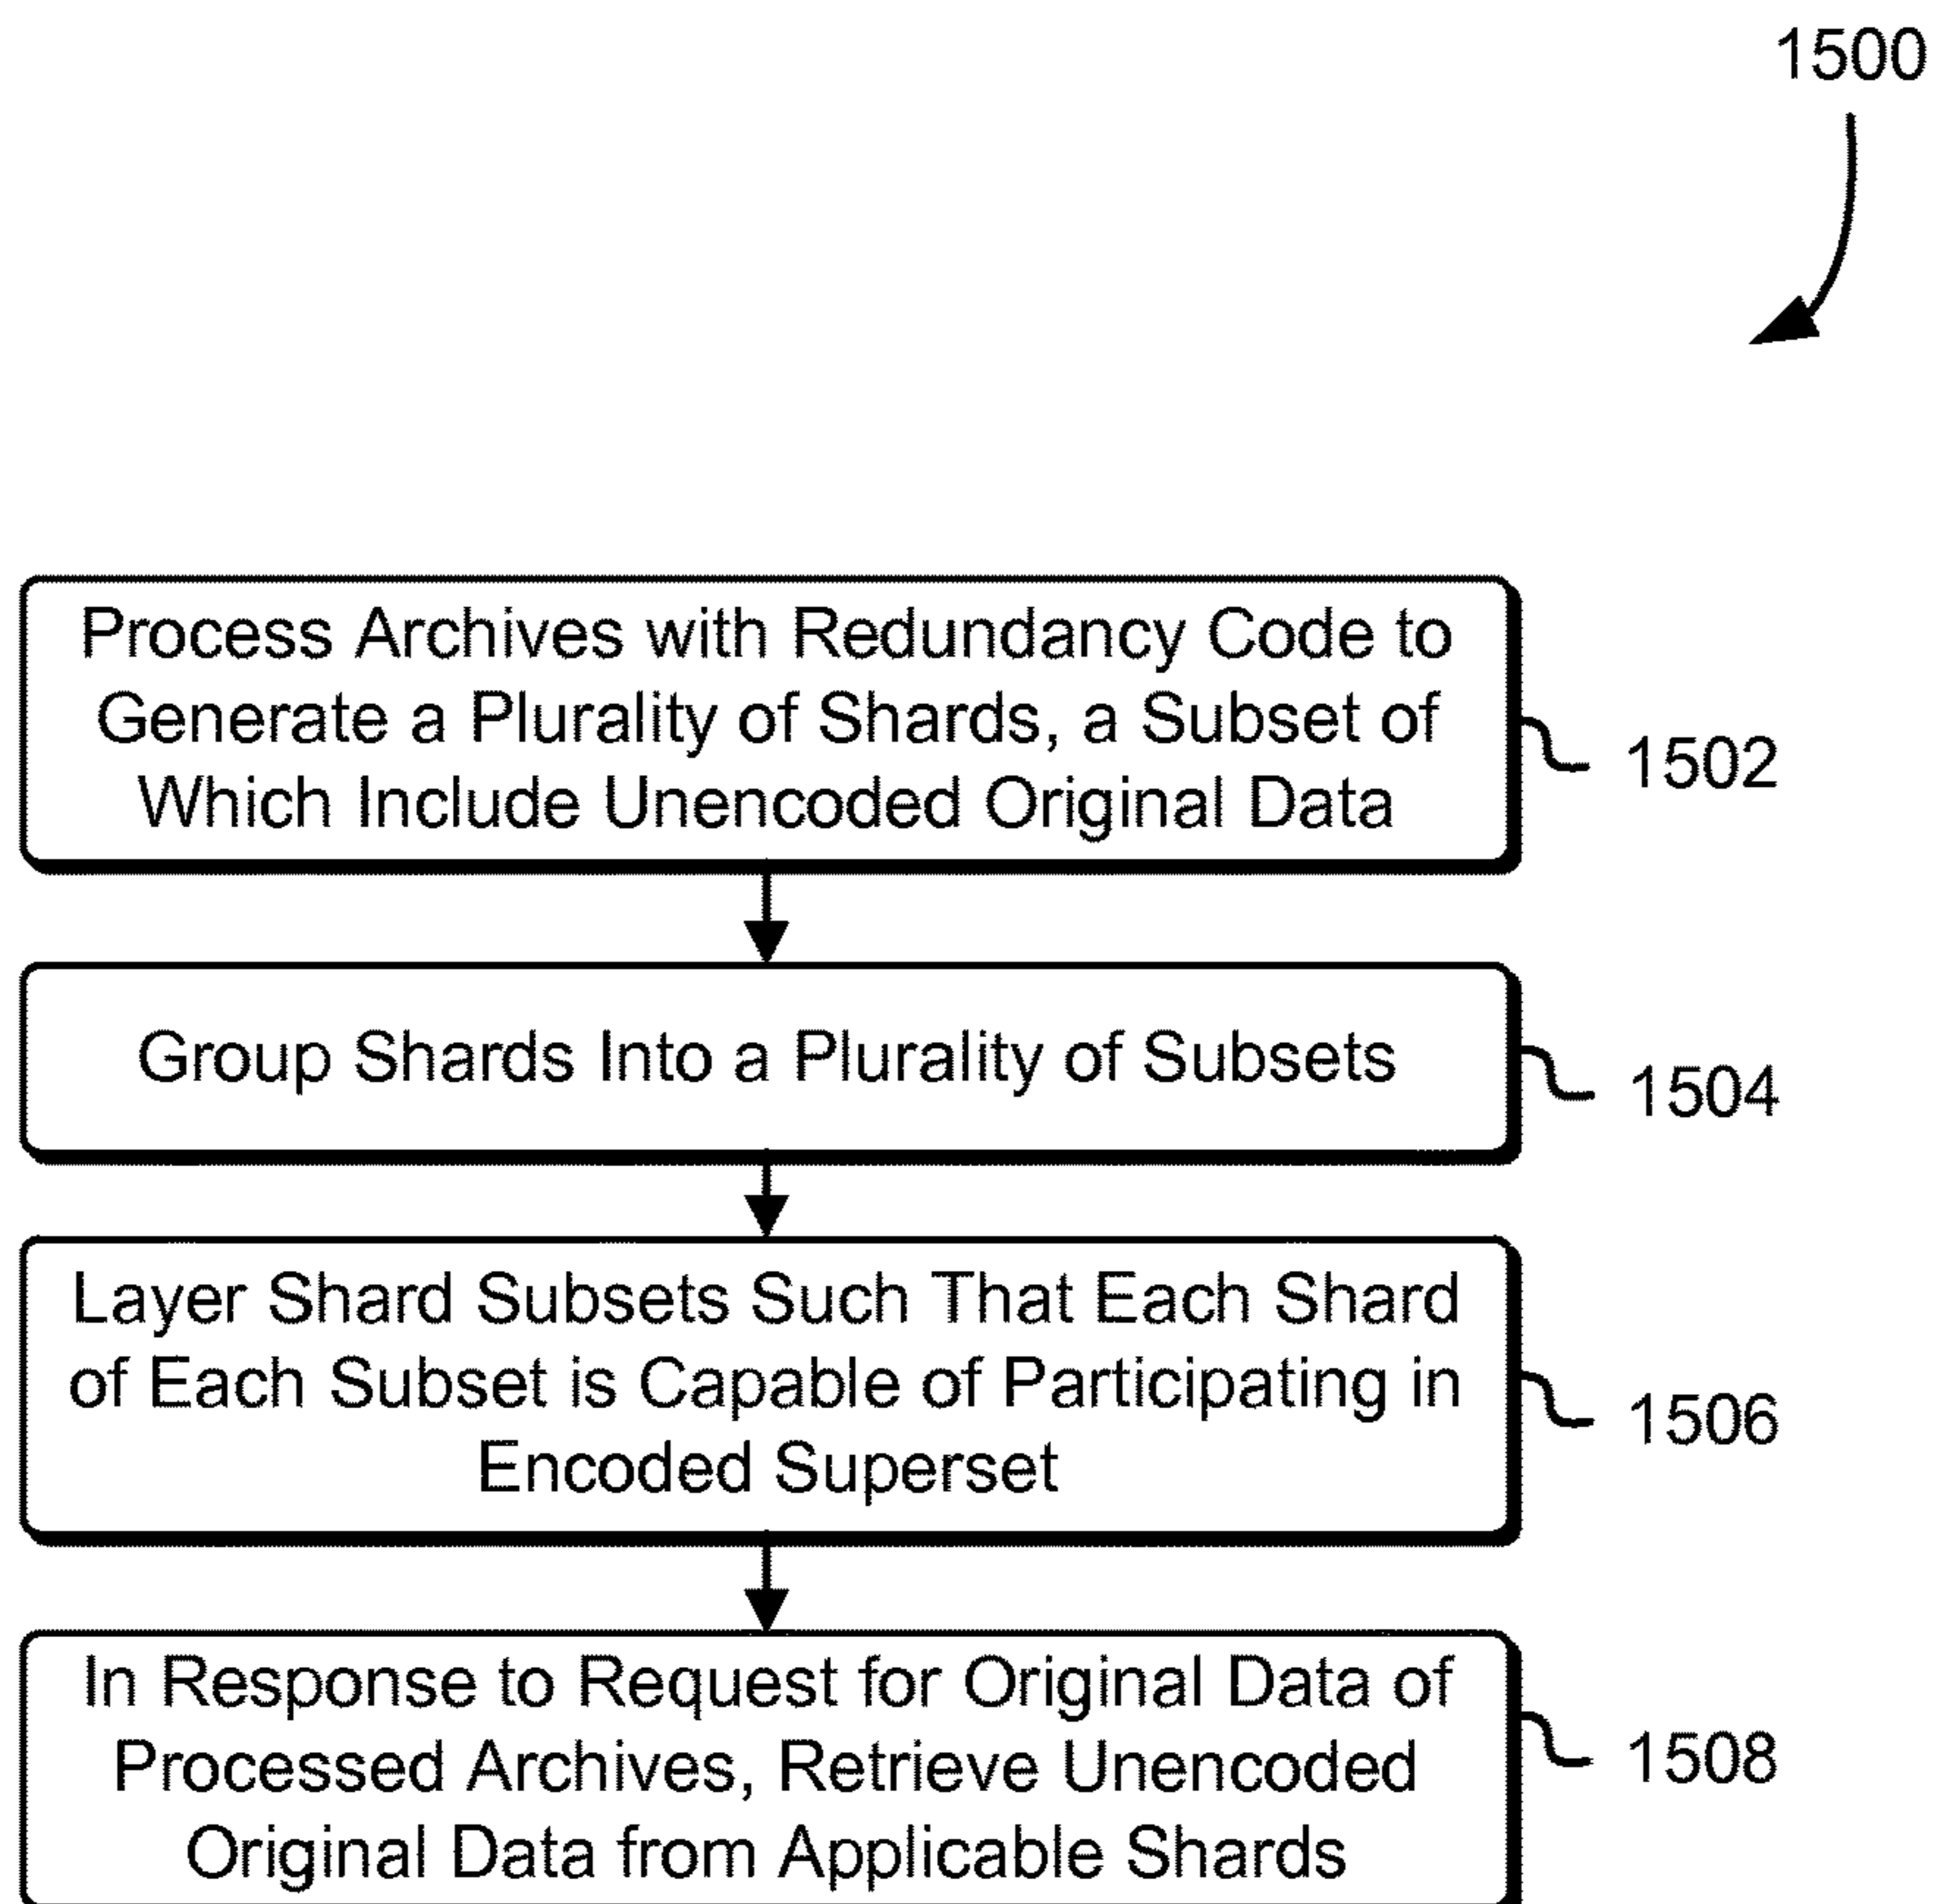 1500
Process Archives with Redundancy Code to
Generate a Plurality of Shards, a Subset of
Which Include Unencoded Original Data
1502
Group Shards Into a Plurality of Subsets
1504
Layer Shard Subsets Such That Each Shard
of Each Subset is Capable of Participating in
Encoded Superset
1506
In Response to Request for Original Data of
Processed Archives, Retrieve Unencoded
Original Data from Applicable Shards
1508